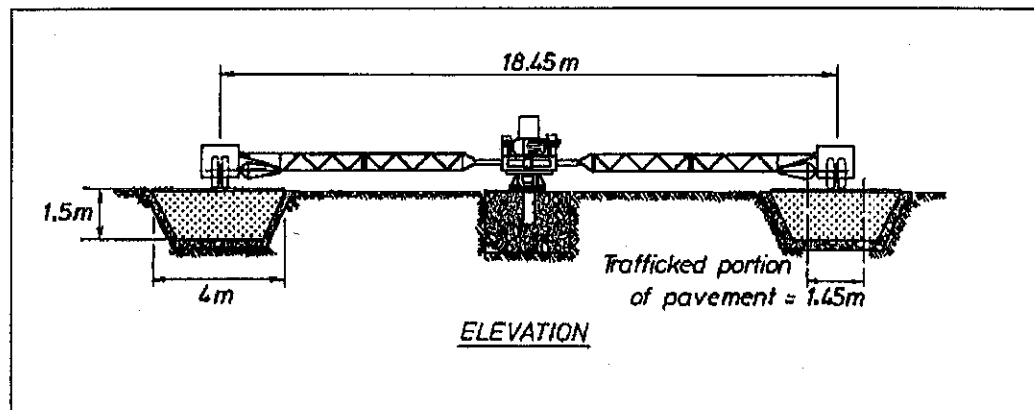 18.45m
1.5m
4m
Trafficked portion
of pavement = 1.45m
ELEVATION